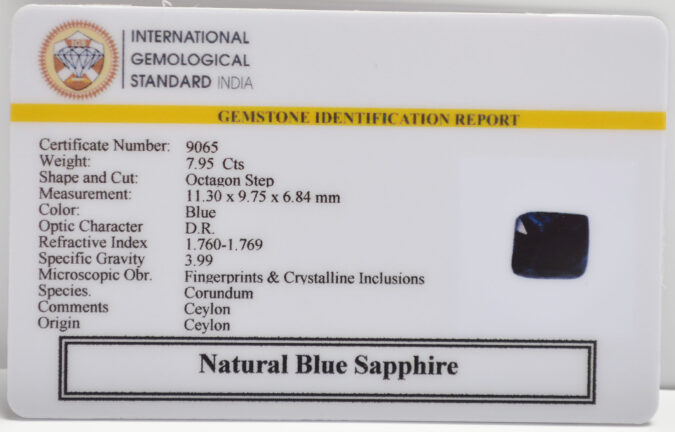 INTERNATIONAL
GEMOLOGICAL
STANDARD INDIA
GEMSTONE IDENTIFICATION REPORT
Certificate Number: 9065
Weight: 7.95 Cts
Shape and Cut: Octagon Step
Measurement: 11.30 x 9.75 x 6.84 mm
Color: Blue
Optic Character D.R.
Refractive Index 1.760-1.769
Specific Gravity 3.99
Microscopic Obr. Fingerprints & Crystalline Inclusions
Species. Corundum
Comments Ceylon
Origin Ceylon
Natural Blue Sapphire